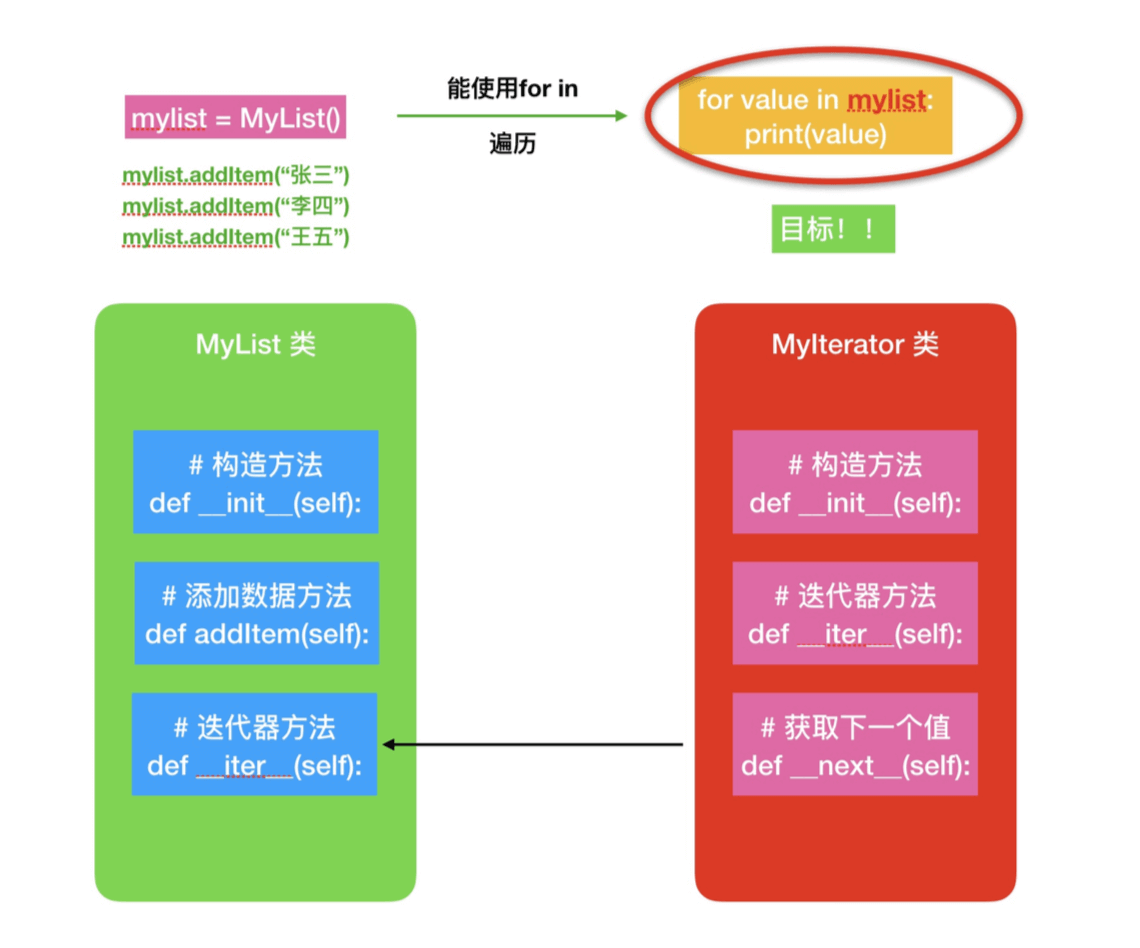 mylist = MyList()
mylist.addItem(“张三”)
mylist.addItem(“李四”)
mylist.addItem(“王五”)
能使用for in
遍历
for value in mylist:
print(value)
目标！！
MyList 类
# 构造方法
def __init__(self):
# 添加数据方法
def addItem(self):
# 迭代器方法
def __iter__(self):
MyIterator 类
# 构造方法
def __init__(self):
# 迭代器方法
def __iter__(self):
# 获取下一个值
def __next__(self):